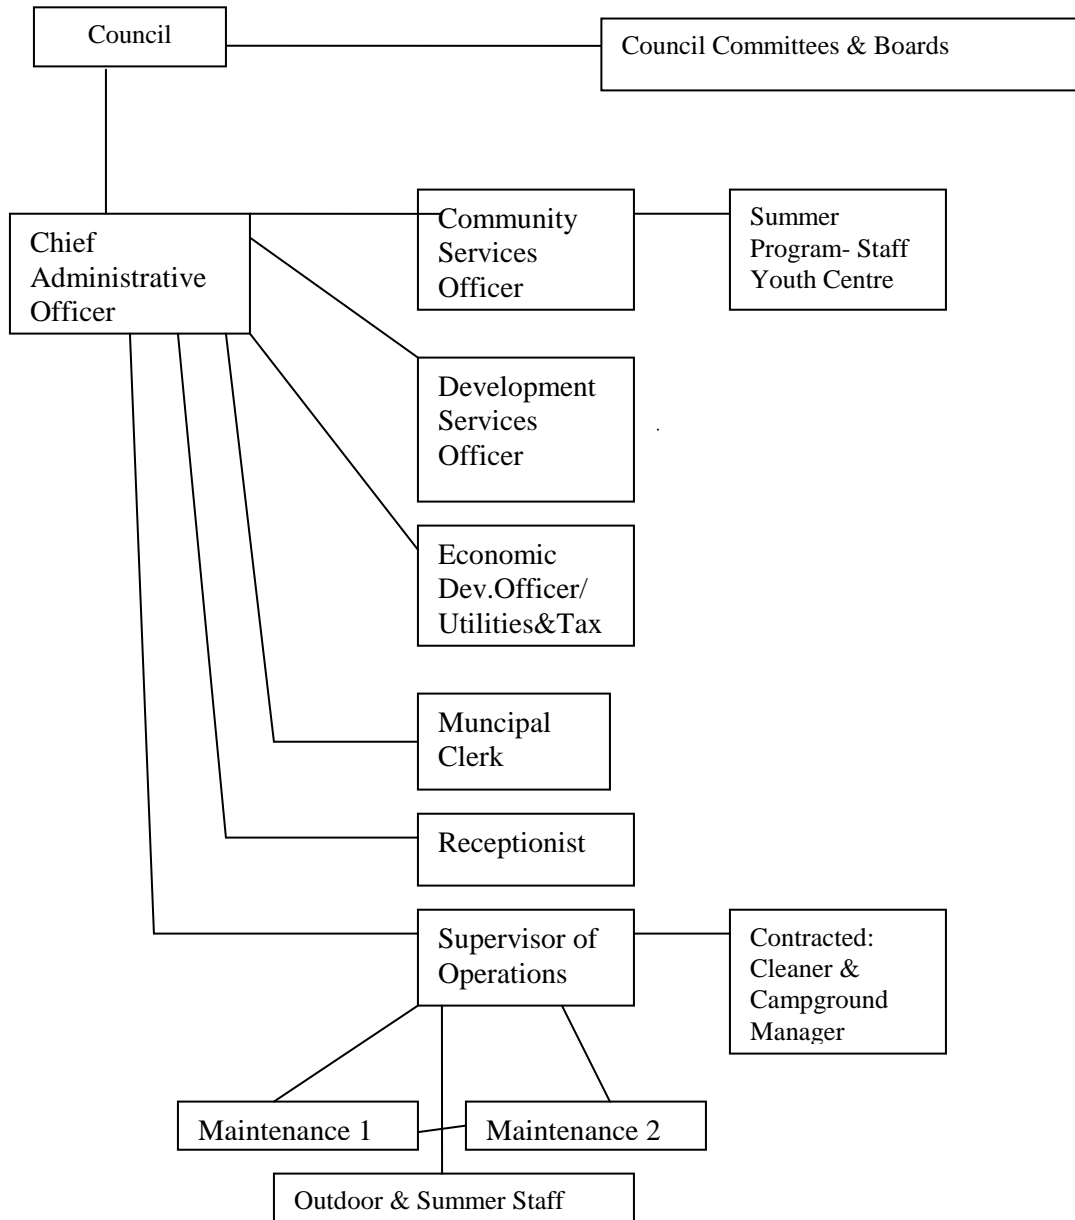 Council
Council Committees & Boards
Chief
Administrative
Officer
Community
Services
Officer
Summer
Program- Staff
Youth Centre
Development
Services
Officer
Economic
Dev.Officer/
Utilities&Tax
Muncipal
Clerk
Receptionist
Supervisor of
Operations
Contracted:
Cleaner &
Campground
Manager
Maintenance 1
Maintenance 2
Outdoor & Summer Staff